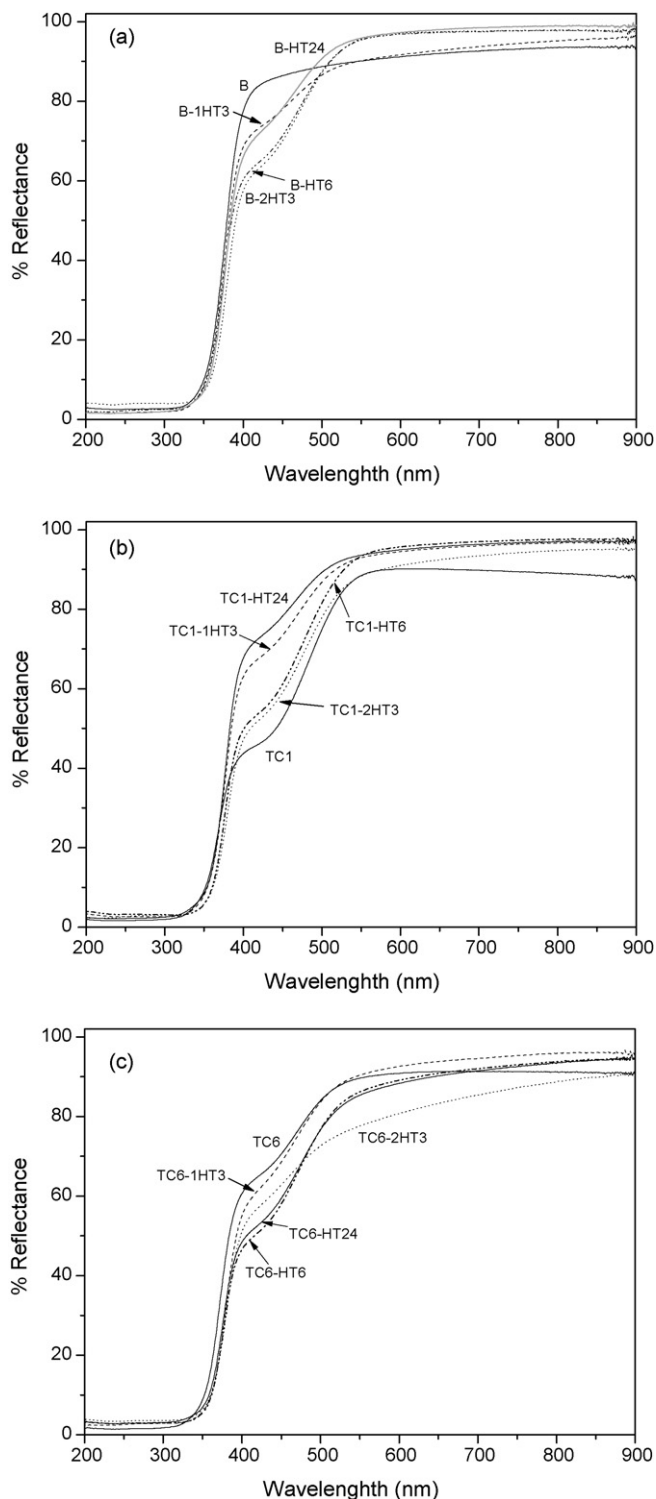 (a)
100
80
60
40
20
0
% Reflectance
B-HT24
B
B-1HT3
B-HT6
B-2HT3
200 300 400 500 600 700 800 900
Wavelenghth (nm)
(b)
100
80
60
40
20
0
% Reflectance
TC1-HT24
TC1-1HT3
TC1-HT6
TC1-2HT3
TC1
200 300 400 500 600 700 800 900
Wavelenghth (nm)
(c)
100
80
60
40
20
0
% Reflectance
TC6
TC6-2HT3
TC6-1HT3
TC6-HT24
TC6-HT6
200 300 400 500 600 700 800 900
Wavelenghth (nm)